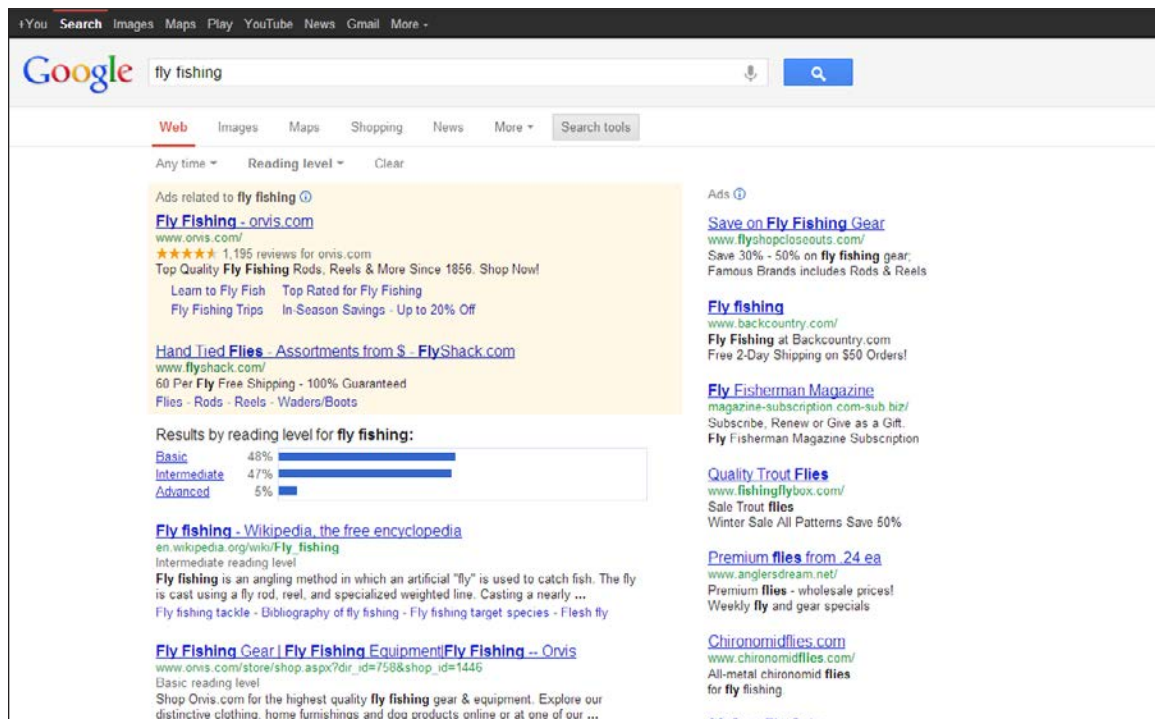 +You Search Images Maps Play YouTube News Gmail More
Google fly fishing
Web Images Maps Shopping News More Search tools
Any time Reading level Clear
Ads related to fly fishing
Fly Fishing - orvis.com
www.orvis.com/
1,195 reviews for orvis.com
Top Quality Fly Fishing Rods, Reels & More Since 1856. Shop Now!
Learn to Fly Fish Top Rated for Fly Fishing
Fly Fishing Trips In-Season Savings - Up to 20% Off
Hand Tied Flies - Assortments from $ - FlyShack.com
www.flyshack.com/
60 Per Fly Free Shipping - 100% Guaranteed
Flies - Rods - Reels - Waders/Boots
Results by reading level for fly fishing:
Basic 48%
Intermediate 47%
Advanced 5%
Fly fishing - Wikipedia, the free encyclopedia
en.wikipedia.org/wiki/Fly_fishing
Intermediate reading level
Fly fishing is an angling method in which an artificial "fly" is used to catch fish. The fly
is cast using a fly rod, reel, and specialized weighted line. Casting a nearly ...
Fly fishing tackle - Bibliography of fly fishing - Fly fishing target species - Flesh fly
Fly Fishing Gear | Fly Fishing Equipment|Fly Fishing -- Orvis
www.orvis.com/store/shop.aspx?dir_id=758&shop_id=1446
Basic reading level
Shop Orvis.com for the highest quality fly fishing gear & equipment. Explore our
distinctive clothing, home furnishings and dog products online or at one of our ...
Ads
Save on Fly Fishing Gear
www.flyshopcloseouts.com/
Save 30% - 50% on fly fishing gear;
Famous Brands includes Rods & Reels
Fly fishing
www.backcountry.com/
Fly Fishing at Backcountry.com
Free 2-Day Shipping on $50 Orders!
Fly Fisherman Magazine
magazine-subscription.com-sub.biz/
Subscribe, Renew or Give as a Gift.
Fly Fisherman Magazine Subscription
Quality Trout Flies
www.fishingflybox.com/
Sale Trout flies
Winter Sale All Patterns Save 50%
Premium flies from .24 ea
www.anglersdream.net/
Premium flies - wholesale prices!
Weekly fly and gear specials
Chironomidflies.com
www.chironomidflies.com/
All-metal chironomid flies
for fly flishing.